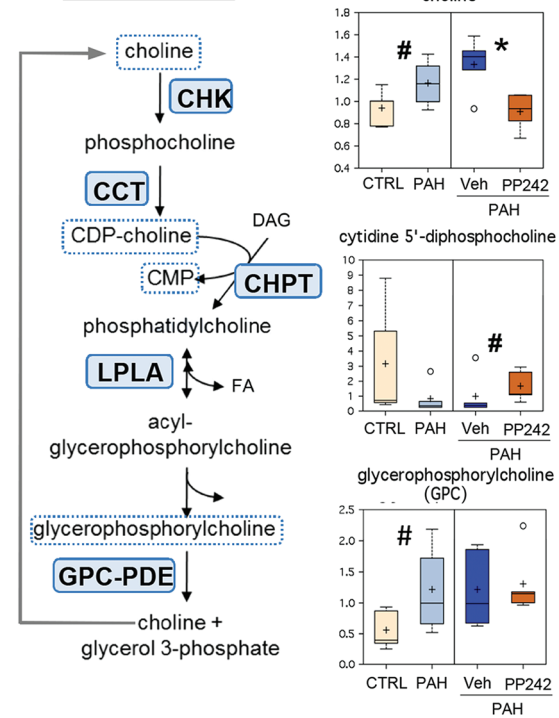 choline
CHK
phosphocholine
CCT
CDP-choline
DAG
CMP
CHPT
phosphatidylcholine
LPLA
FA
acyl-
glycerophosphorylcholine
glycerophosphorylcholine
GPC-PDE
choline +
glycerol 3-phosphate
choline
1.8
1.6
1.4
1.2
1.0
0.8
0.6
0.4
#
*
CTRL PAH Veh PP242
PAH
cytidine 5'-diphosphocholine
10
9
8
7
6
5
4
3
2
1
0
#
CTRL PAH Veh PP242
PAH
glycerophosphorylcholine
(GPC)
2.5
2.0
1.5
1.0
0.5
0.0
#
CTRL PAH Veh PP242
PAH